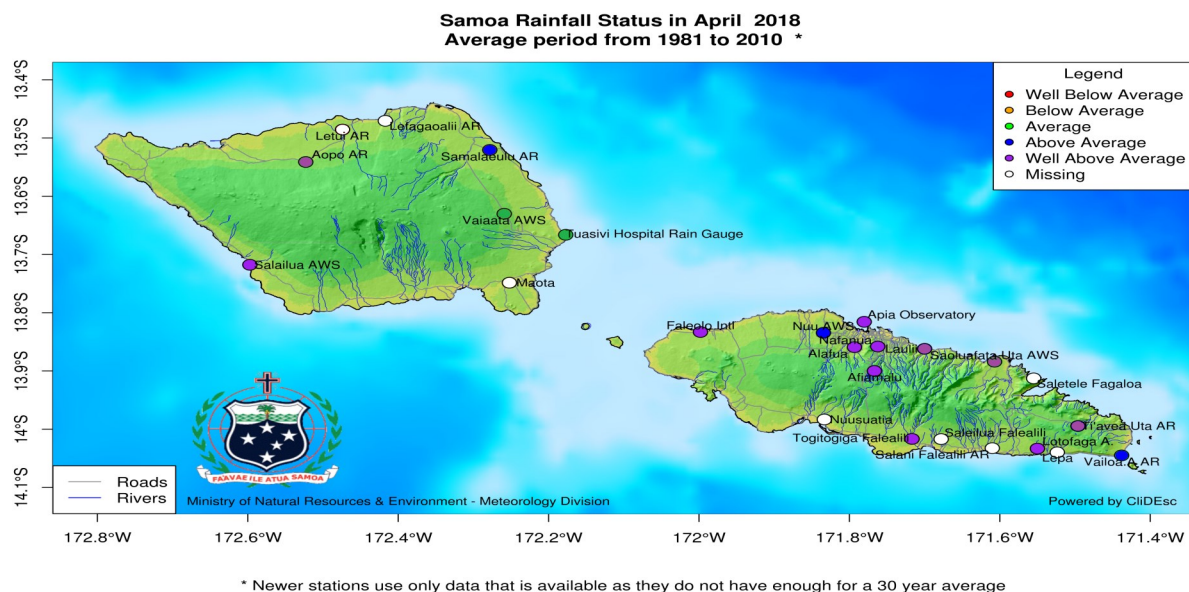 Samoa Rainfall Status in April 2018
Average period from 1981 to 2010 *
Legend
Well Below Average
Below Average
Average
Above Average
Well Above Average
Missing
13.4°S
13.5°S
13.6°S
13.7°S
13.8°S
13.9°S
14°S
14.1°S
Lefagaoalii AR
Letui AR
Aopo AR
Samalaeulu AR
Vaiaata AWS
Tuasivi Hospital Rain Gauge
Salailua AWS
Maota
Apia Observatory
Faleolo Intl
Nuu AWS
Nafanua
Alafua
Laulii
Saoluafata Uta AWS
Afiamalu
Saletele Fagaloa
Nuusuatia
Ti'avea Uta AR
Togitogiga Falealili
Saleilua Falealili
Lotofaga A.
Salani Falealili AR
Lepa
Vailoa.A AR
FAAVAE ILE ATUA SAMOA
Roads
Rivers
Ministry of Natural Resources & Environment - Meteorology Division
Powered by CliDEsc
172.8°W
172.6°W
172.4°W
172.2°W
172°W
171.8°W
171.6°W
171.4°W
* Newer stations use only data that is available as they do not have enough for a 30 year average